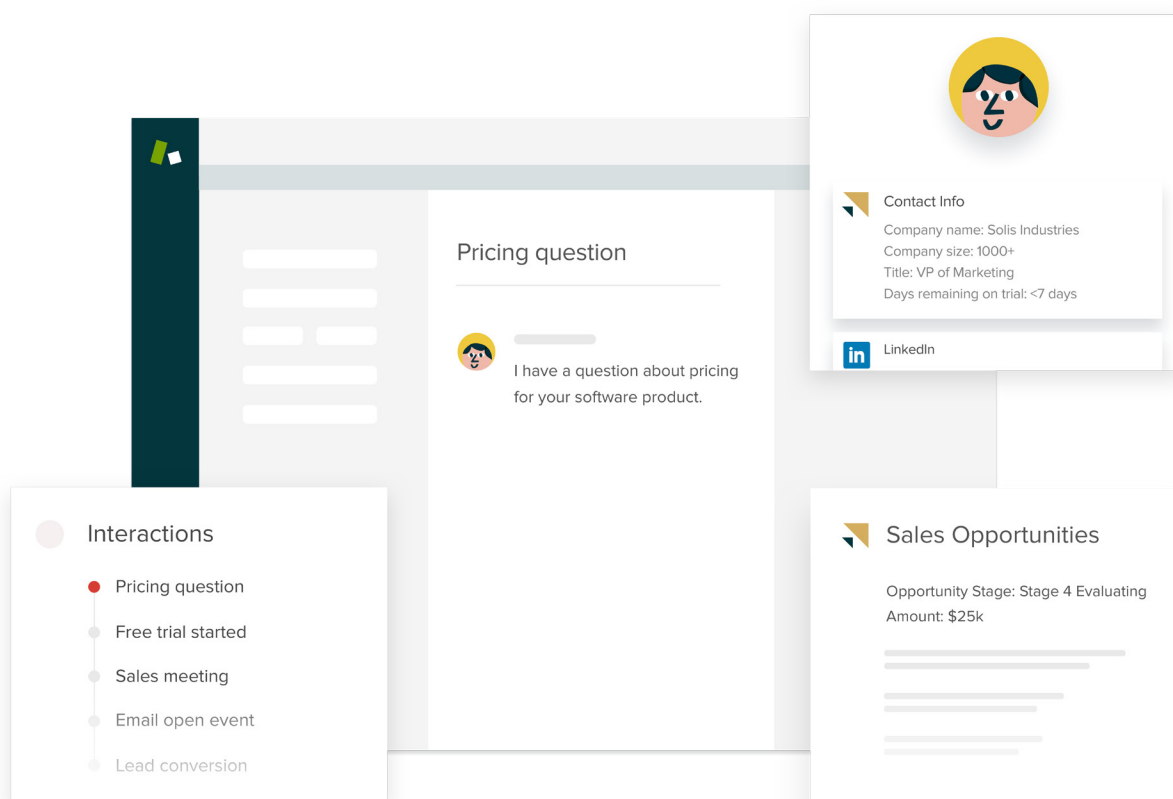 Contact Info
Company name: Solis Industries
Company size: 1000+
Title: VP of Marketing
Days remaining on trial: <7 days
in
LinkedIn
Pricing question
I have a question about pricing
for your software product.
Interactions
Pricing question
Free trial started
Sales meeting
Email open event
Lead conversion
Sales Opportunities
Opportunity Stage: Stage 4 Evaluating
Amount: $25k